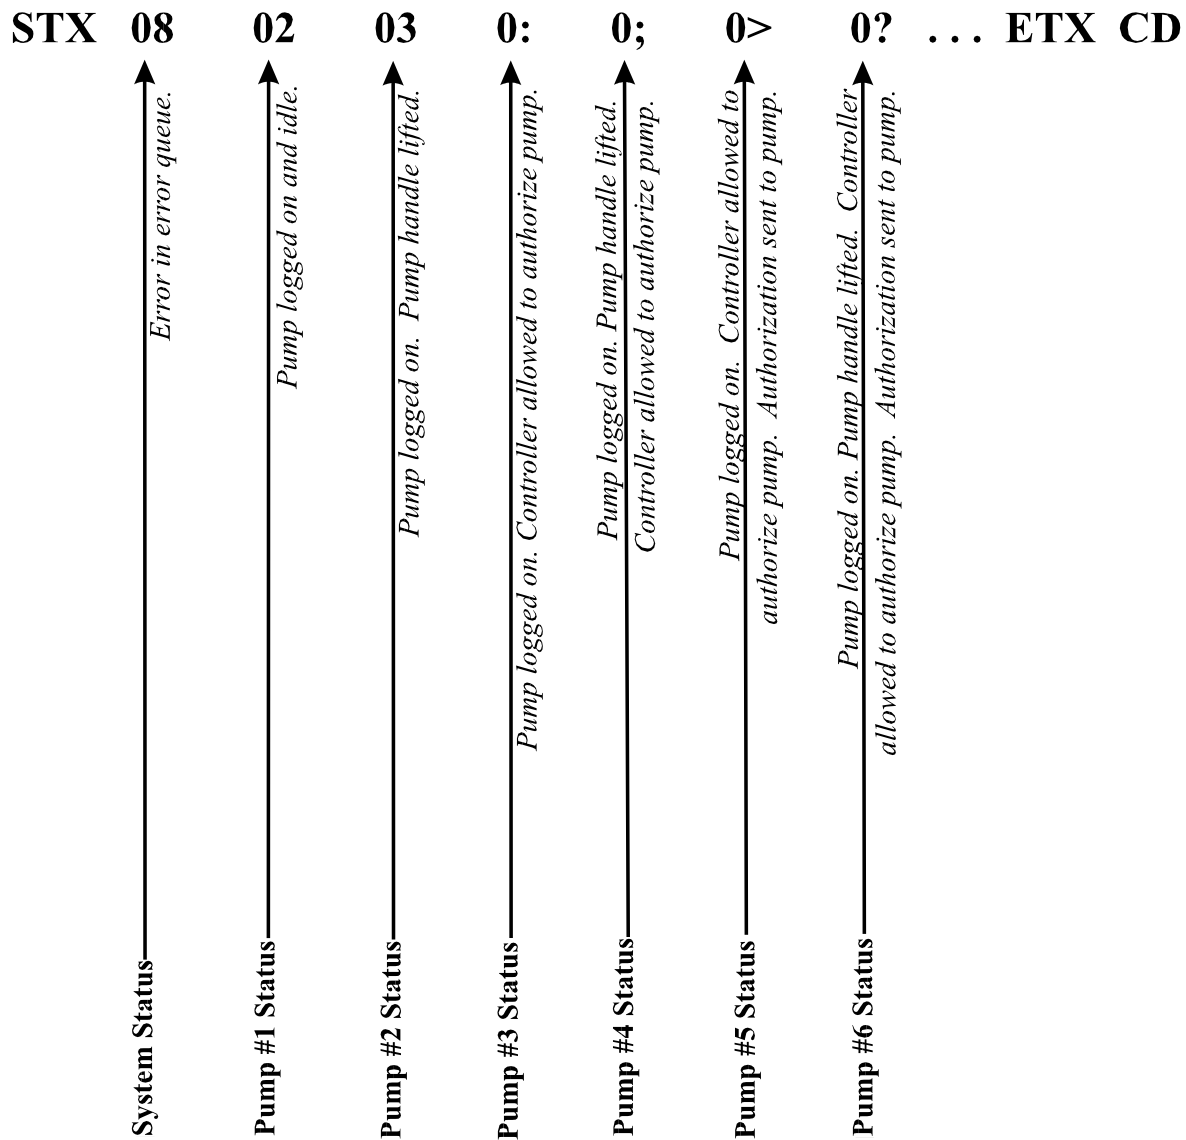 STX 08 02 03 0: 0; 0> 0? . . . ETX CD
System Status
Error in error queue.
Pump #1 Status
Pump logged on and idle.
Pump #2 Status
Pump logged on. Pump handle lifted.
Pump #3 Status
Pump logged on. Controller allowed to authorize pump.
Pump #4 Status
Pump logged on. Pump handle lifted.
Controller allowed to authorize pump.
Pump #5 Status
Pump logged on. Controller allowed to
authorize pump. Authorization sent to pump.
Pump #6 Status
Pump logged on. Pump handle lifted. Controller
allowed to authorize pump. Authorization sent to pump.